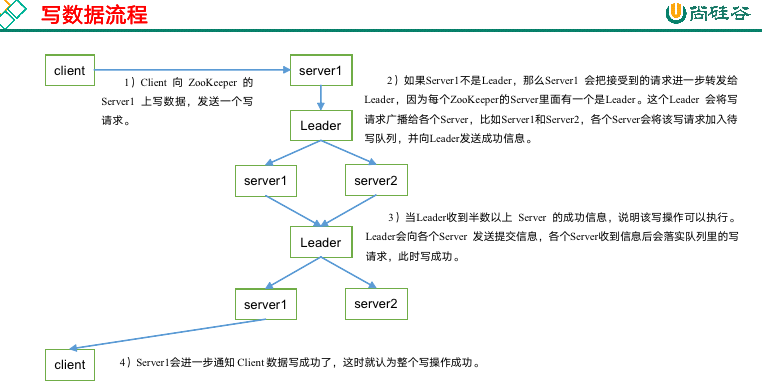 写数据流程
尚硅谷
client
server1
1）Client 向 ZooKeeper 的
Server1 上写数据，发送一个写
请求。
2）如果Server1不是Leader，那么Server1 会把接受到的请求进一步转发给
Leader，因为每个ZooKeeper的Server里面有一个是Leader。这个Leader 会将写
请求广播给各个Server，比如Server1和Server2，各个Server会将该写请求加入待
写队列，并向Leader发送成功信息。
Leader
server1
server2
3）当Leader收到半数以上 Server 的成功信息，说明该写操作可以执行。
Leader会向各个Server 发送提交信息，各个Server收到信息后会落实队列里的写
请求，此时写成功。
Leader
server1
server2
client
4）Server1会进一步通知 Client 数据写成功了，这时就认为整个写操作成功。